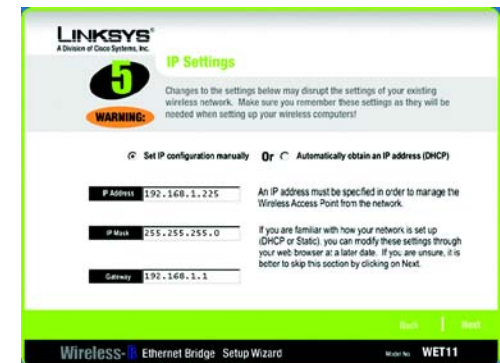 LINKSYS®
A Division of Cisco Systems, Inc.
5
IP Settings
WARNING:
Changes to the settings below may disrupt the settings of your existing
wireless network. Make sure you remember these settings as they will be
needed when setting up your wireless computers!
Set IP configuration manually Or Automatically obtain an IP address (DHCP)
IP Address 192.168.1.225
An IP address must be specified in order to manage the
Wireless Access Point from the network.
IP Mask 255.255.255.0
If you are familiar with how your network is set up
(DHCP or Static), you can modify these settings through
your web browser at a later date. If you are unsure, it is
better to skip this section by clicking on Next.
Gateway 192.168.1.1
Back Next
Wireless-B Ethernet Bridge Setup Wizard Model No. WET11